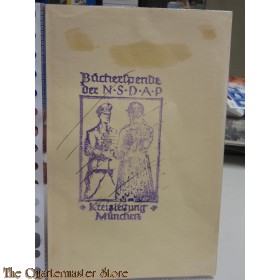 Bücherspende
der N·S·D·A·P
Kreisleitung
München
The Quartermaster Store